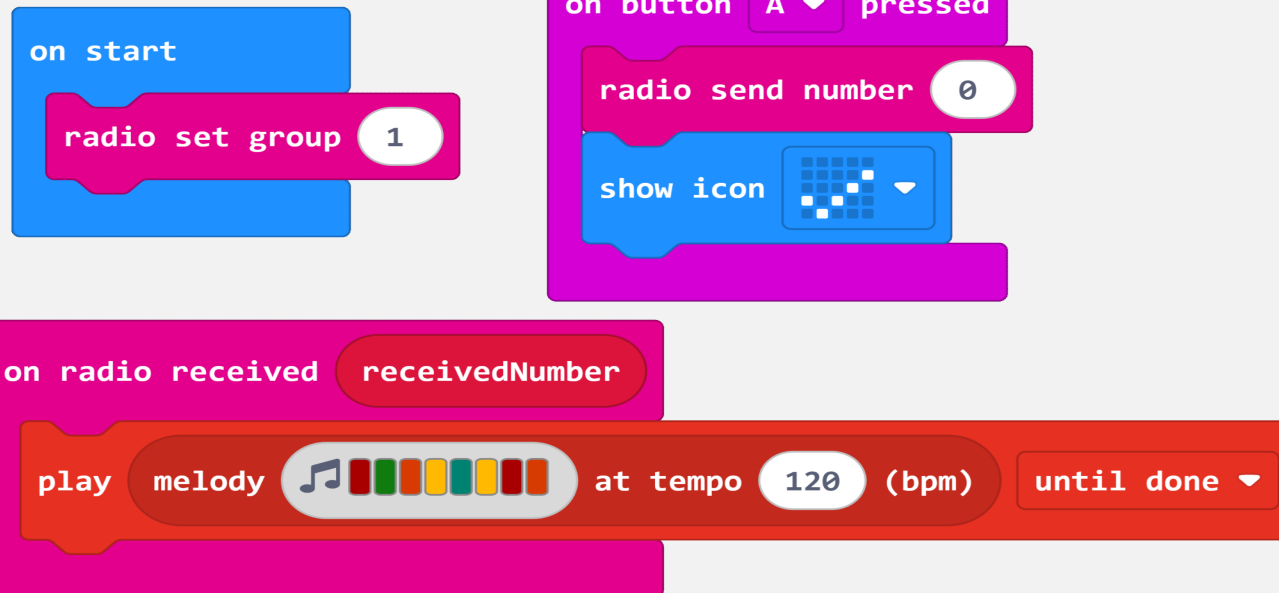 on start
radio set group 1
on button A pressed
radio send number 0
show icon
on radio received receivedNumber
play melody at tempo 120 (bpm) until done